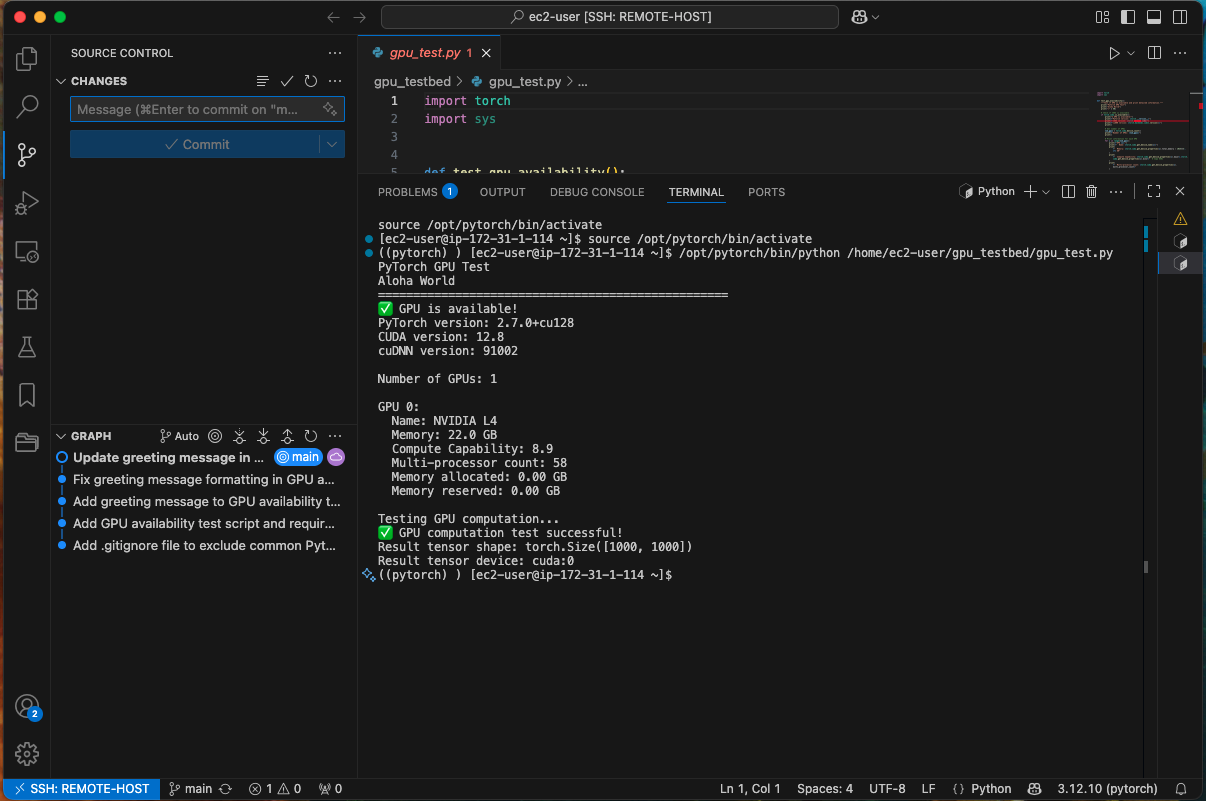 ec2-user [SSH: REMOTE-HOST]
SOURCE CONTROL
CHANGES
Message (⌘Enter to commit on "m...
Commit
GRAPH
Auto
Update greeting message in ...
main
Fix greeting message formatting in GPU a...
Add greeting message to GPU availability t...
Add GPU availability test script and requir...
Add .gitignore file to exclude common Pyt...
2
gpu_test.py 1
gpu_testbed > gpu_test.py > ...
1 import torch
2 import sys
3
4
5 def test_gpu_availability():
PROBLEMS 1 OUTPUT DEBUG CONSOLE TERMINAL PORTS
Python
source /opt/pytorch/bin/activate
[ec2-user@ip-172-31-1-114 ~]$ source /opt/pytorch/bin/activate
((pytorch) ) [ec2-user@ip-172-31-1-114 ~]$ /opt/pytorch/bin/python /home/ec2-user/gpu_testbed/gpu_test.py
PyTorch GPU Test
Aloha World
==================================================
✅ GPU is available!
PyTorch version: 2.7.0+cu128
CUDA version: 12.8
cuDNN version: 91002
Number of GPUs: 1
GPU 0:
Name: NVIDIA L4
Memory: 22.0 GB
Compute Capability: 8.9
Multi-processor count: 58
Memory allocated: 0.00 GB
Memory reserved: 0.00 GB
Testing GPU computation...
✅ GPU computation test successful!
Result tensor shape: torch.Size([1000, 1000])
Result tensor device: cuda:0
((pytorch) ) [ec2-user@ip-172-31-1-114 ~]$
SSH: REMOTE-HOST main 1 0 0 Ln 1, Col 1 Spaces: 4 UTF-8 LF {} Python 3.12.10 (pytorch)